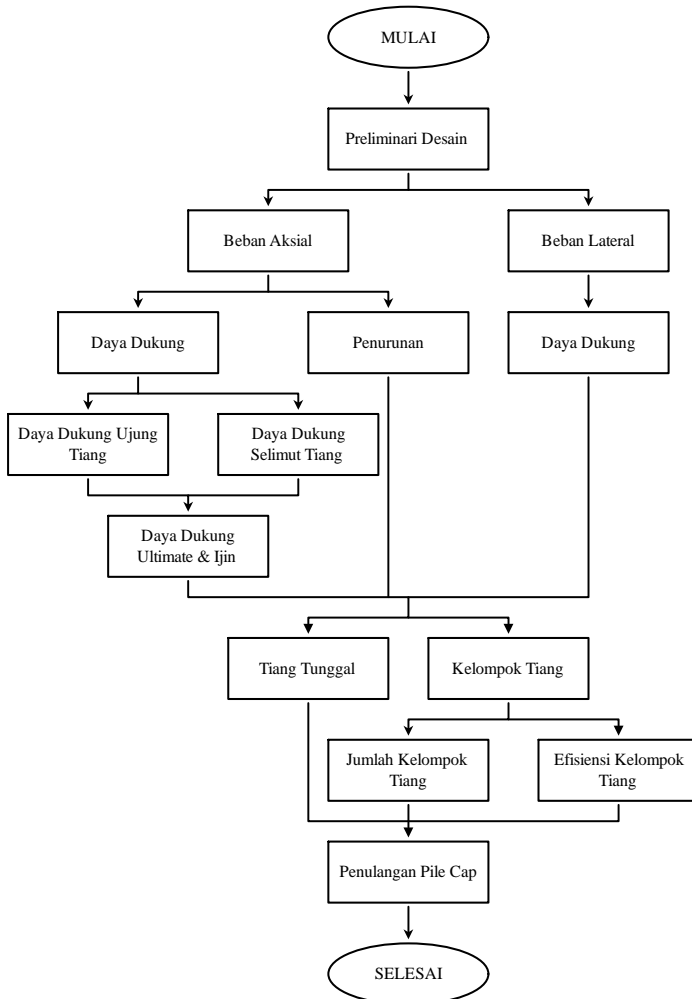 MULAI
Preliminari Desain
Beban Aksial
Beban Lateral
Daya Dukung
Penurunan
Daya Dukung
Daya Dukung Ujung
Tiang
Daya Dukung
Selimut Tiang
Daya Dukung
Ultimate & Ijin
Tiang Tunggal
Kelompok Tiang
Jumlah Kelompok
Tiang
Efisiensi Kelompok
Tiang
Penulangan Pile Cap
SELESAI